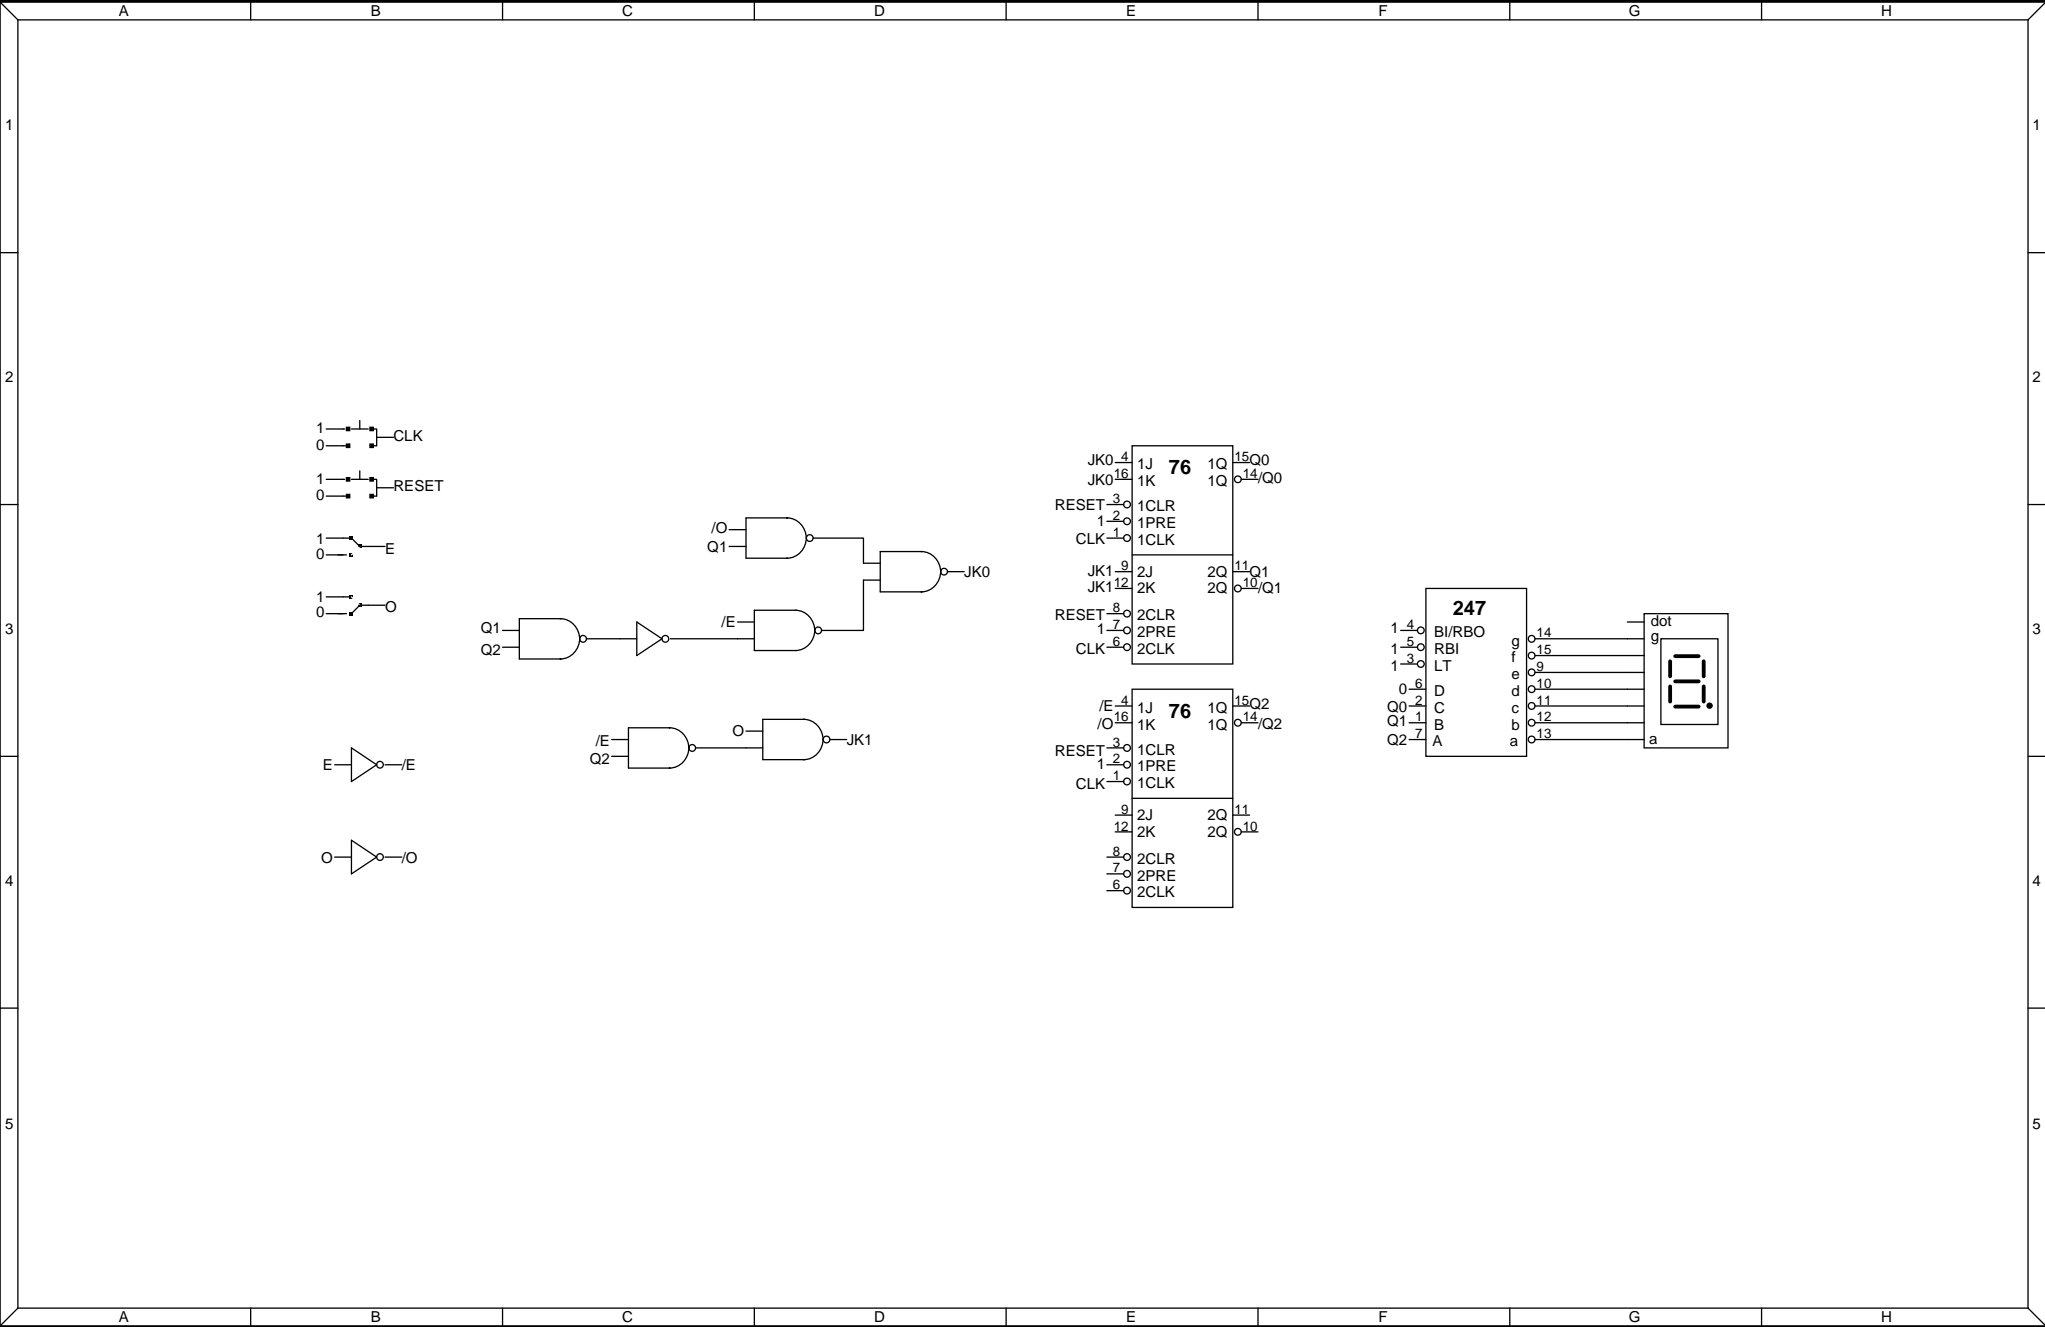 A B C D E F G H
1 1
2 2
1 CLK
0
1 RESET
0
1 E
0
1 O
0
/O
Q1
JK0
Q1
Q2
/E
/E
Q2
O
JK1
E /E
O /O
JK0 4 1J 76 1Q 15 Q0
JK0 16 1K 1Q 14 /Q0
RESET 3 1CLR
1 2 1PRE
CLK 1 1CLK
JK1 9 2J 2Q 11 Q1
JK1 12 2K 2Q 10 /Q1
RESET 8 2CLR
1 7 2PRE
CLK 6 2CLK
/E 4 1J 76 1Q 15 Q2
/O 16 1K 1Q 14 /Q2
RESET 3 1CLR
1 2 1PRE
CLK 1 1CLK
9 2J 2Q 11
12 2K 2Q 10
8 2CLR
7 2PRE
6 2CLK
247
1 4 BI/RBO g 14
1 5 RBI f 15
1 3 LT e 9
0 6 D d 10
Q0 2 C c 11
Q1 1 B b 12
Q2 7 A a 13
dot
g
a
3 3
4 4
5 5
A B C D E F G H